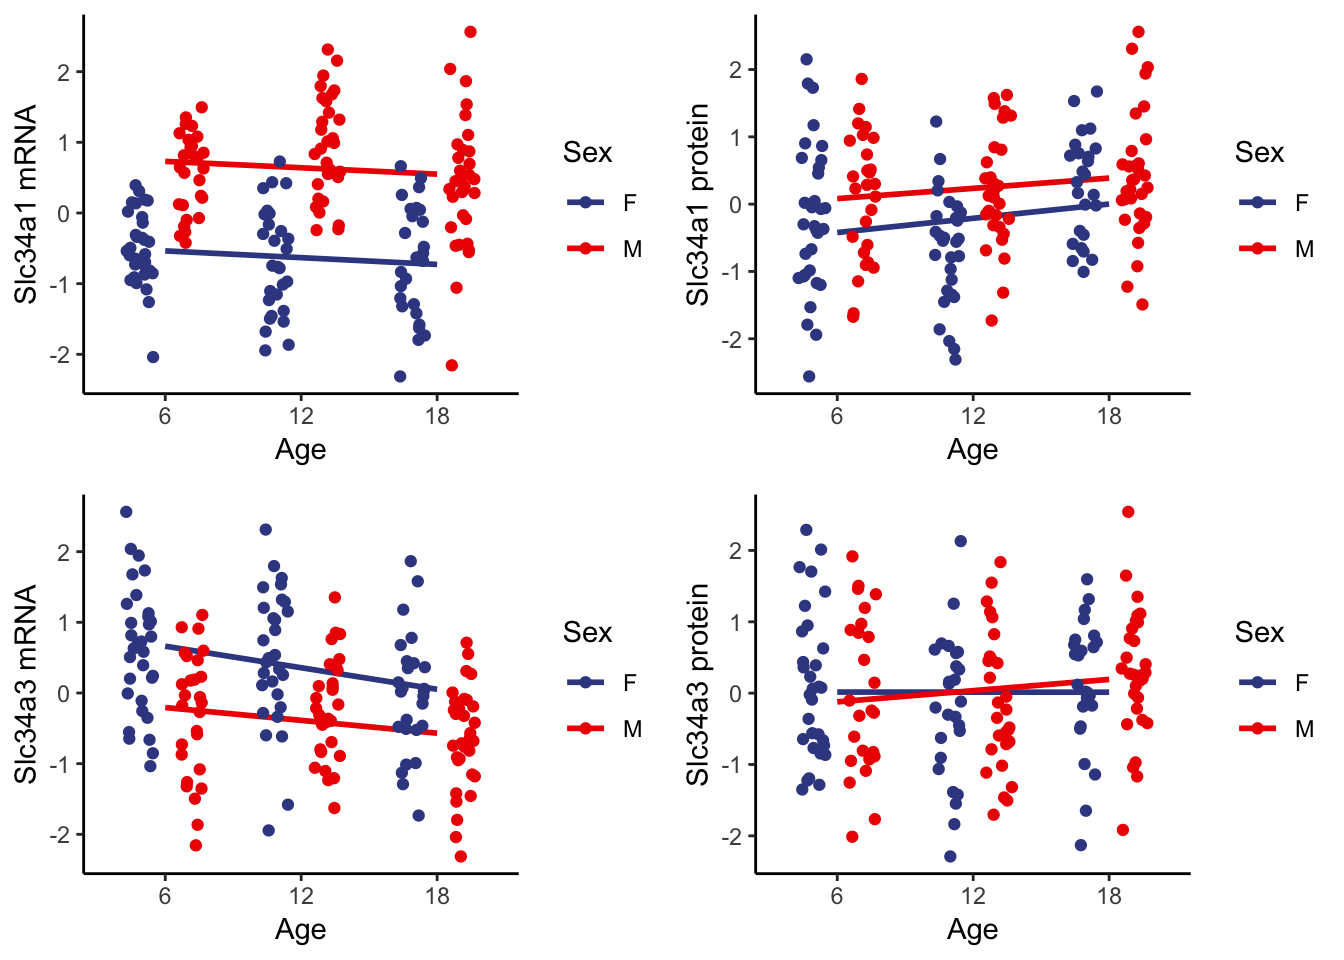 Slc34a1 mRNA
2
1
0
-1
-2
6 12 18
Age
Sex
F
M
Slc34a1 protein
2
1
0
-1
-2
6 12 18
Age
Sex
F
M
Slc34a3 mRNA
2
1
0
-1
-2
6 12 18
Age
Sex
F
M
Slc34a3 protein
2
1
0
-1
-2
6 12 18
Age
Sex
F
M